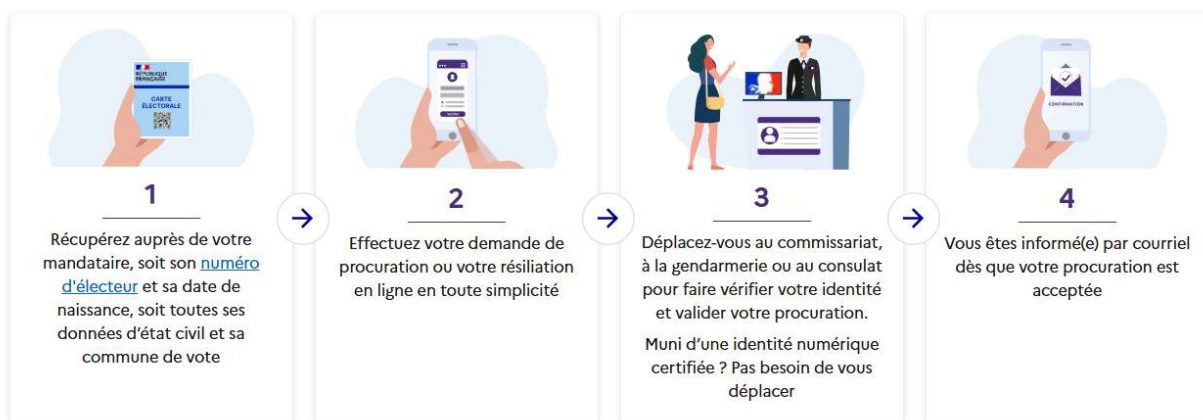 RÉPUBLIQUE
FRANÇAISE
CARTE
ÉLECTORALE
CONFIRMATION
1
Récupérez auprès de votre
mandataire, soit son numéro
d'électeur et sa date de
naissance, soit toutes ses
données d’état civil et sa
commune de vote
2
Effectuez votre demande de
procuration ou votre résiliation
en ligne en toute simplicité
3
Déplacez-vous au commissariat,
à la gendarmerie ou au consulat
pour faire vérifier votre identité
et valider votre procuration.
Muni d’une identité numérique
certifiée ? Pas besoin de vous
déplacer
4
Vous êtes informé(e) par courriel
dès que votre procuration est
acceptée